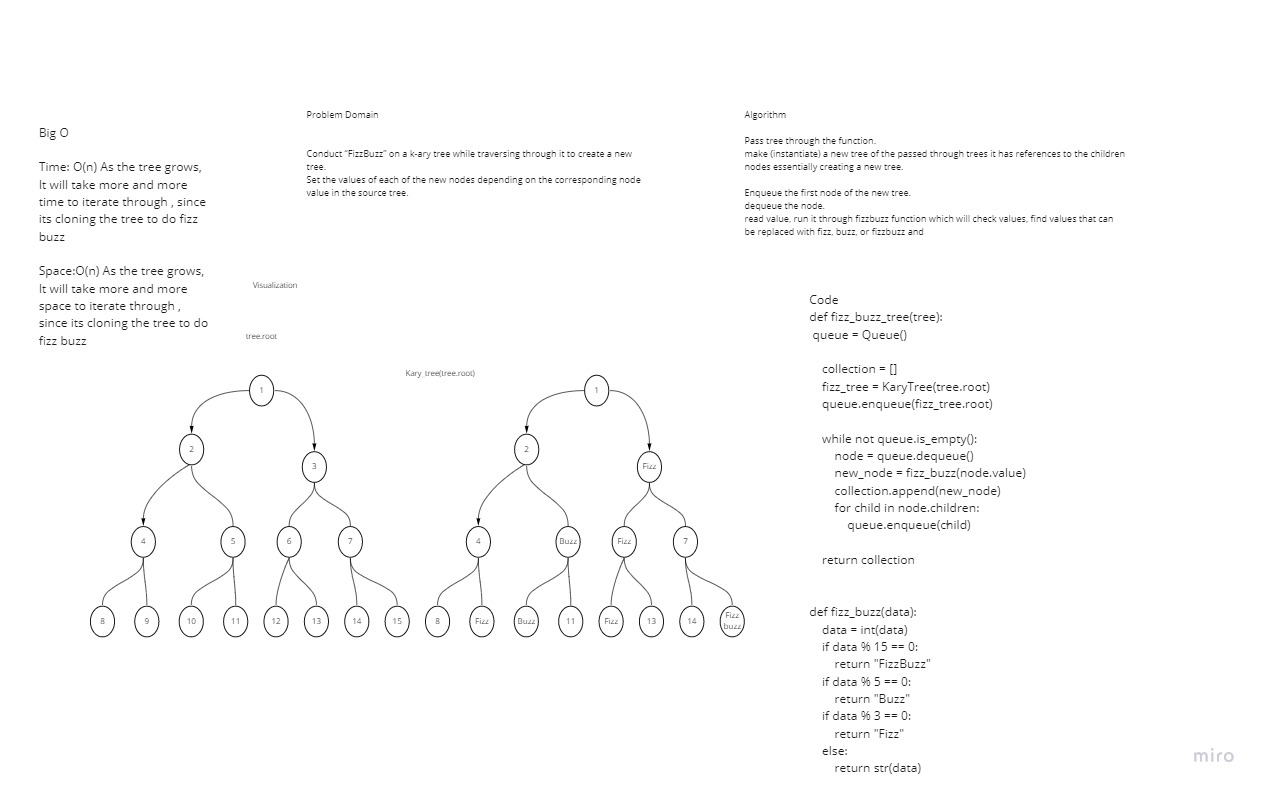 Big O
Time: O(n) As the tree grows,
It will take more and more
time to iterate through , since
its cloning the tree to do fizz
buzz
Space:O(n) As the tree grows,
It will take more and more
space to iterate through ,
since its cloning the tree to do
fizz buzz
Problem Domain
Conduct "FizzBuzz" on a k-ary tree while traversing through it to create a new
tree.
Set the values of each of the new nodes depending on the corresponding node
value in the source tree.
Algorithm
Pass tree through the function.
make (instantiate) a new tree of the passed through trees it has references to the children
nodes essentially creating a new tree.
Enqueue the first node of the new tree.
dequeue the node.
read value, run it through fizzbuzz function which will check values, find values that can
be replaced with fizz, buzz, or fizzbuzz and
Visualization
tree.root
1
2
3
4
5
6
7
8
9
10
11
12
13
14
15
Kary_tree(tree.root)
1
2
Fizz
4
Buzz
Fizz
7
8
Fizz
Buzz
11
Fizz
13
14
Fizz
buzz
Code
def fizz_buzz_tree(tree):
queue = Queue()
collection = []
fizz_tree = KaryTree(tree.root)
queue.enqueue(fizz_tree.root)
while not queue.is_empty():
node = queue.dequeue()
new_node = fizz_buzz(node.value)
collection.append(new_node)
for child in node.children:
queue.enqueue(child)
return collection
def fizz_buzz(data):
data = int(data)
if data % 15 == 0:
return "FizzBuzz"
if data % 5 == 0:
return "Buzz"
if data % 3 == 0:
return "Fizz"
else:
return str(data)
miro